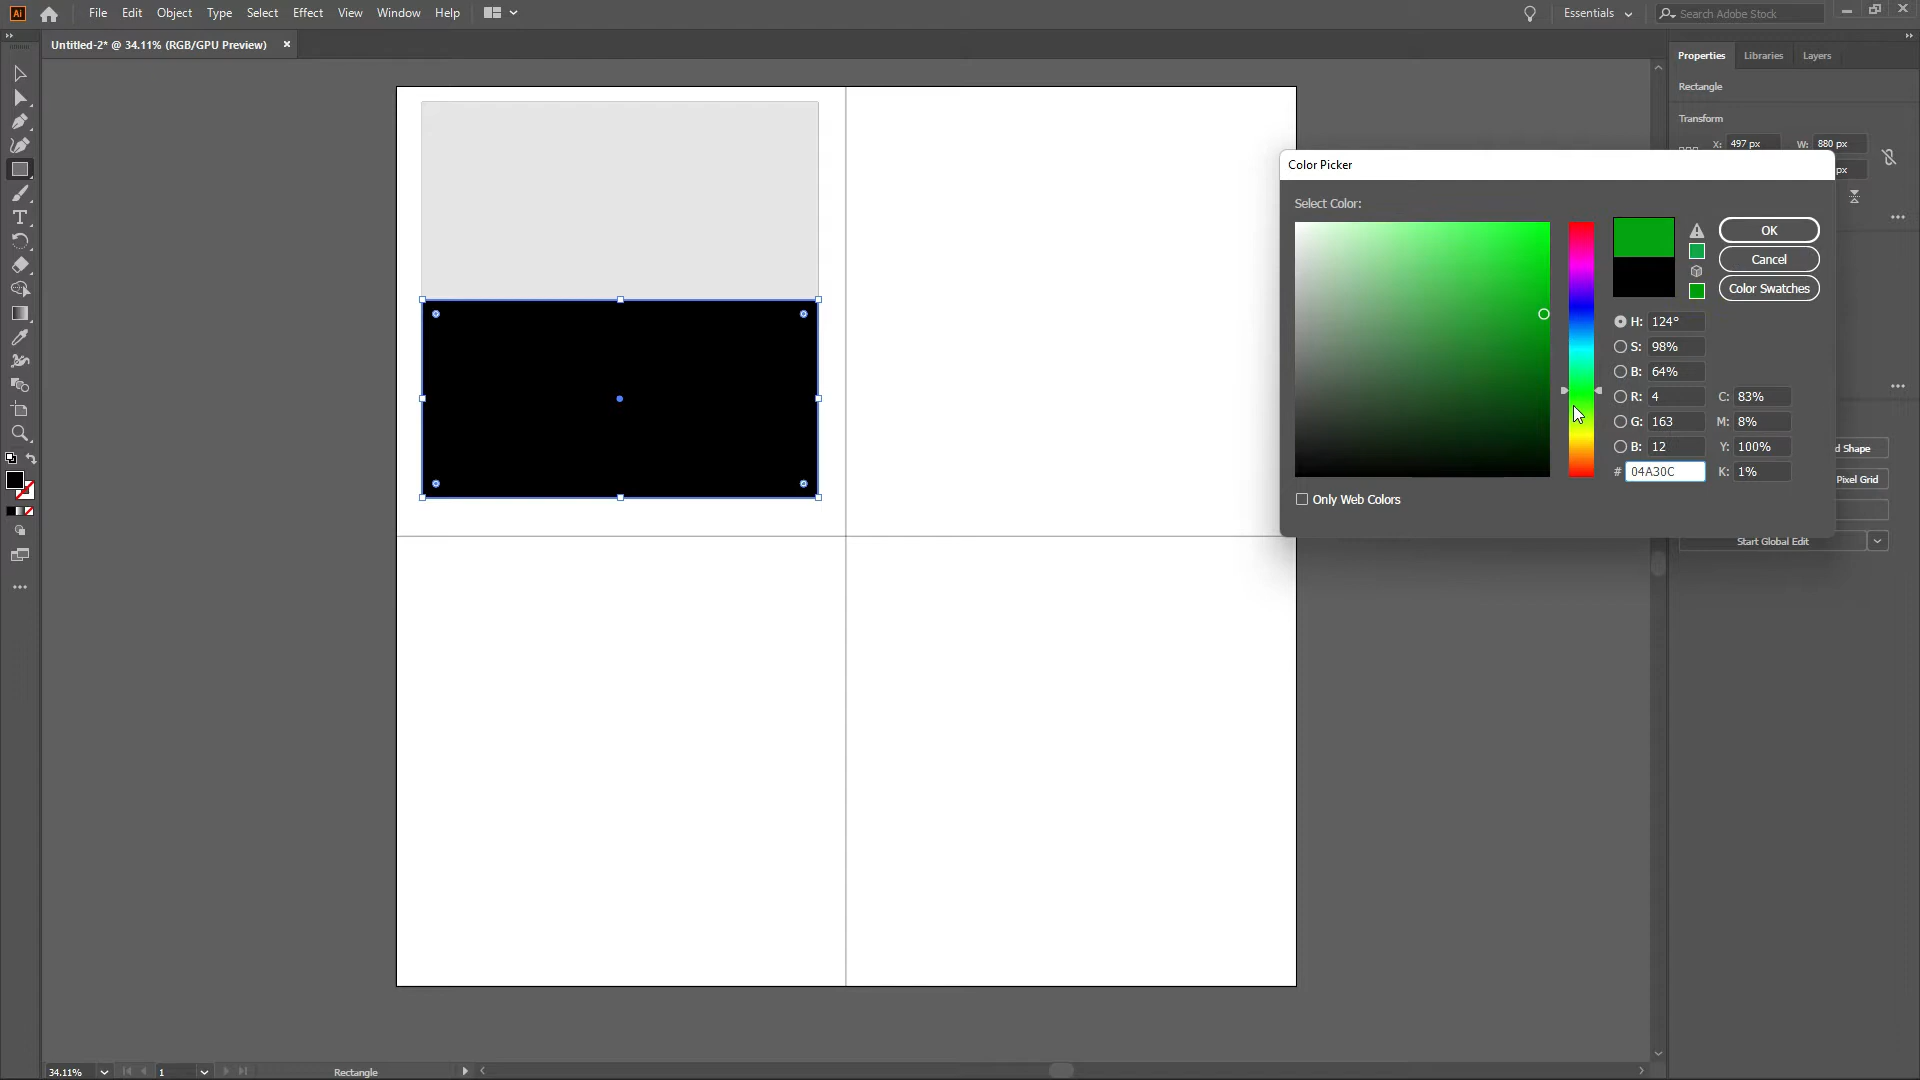 Ai File Edit Object Type Select Effect View Window Help Essentials Search Adobe Stock
Untitled-2* @ 34.11% (RGB/GPU Preview) ×
Properties Libraries Layers
Rectangle
Transform
X: 497 px W: 880 px
px
Color Picker
Select Color:
OK
Cancel
Color Swatches
H: 124°
S: 98%
B: 64%
R: 4 C: 83%
G: 163 M: 8%
B: 12 Y: 100%
# 04A30C K: 1%
Only Web Colors
d Shape
Pixel Grid
Start Global Edit
34.11% 1 Rectangle